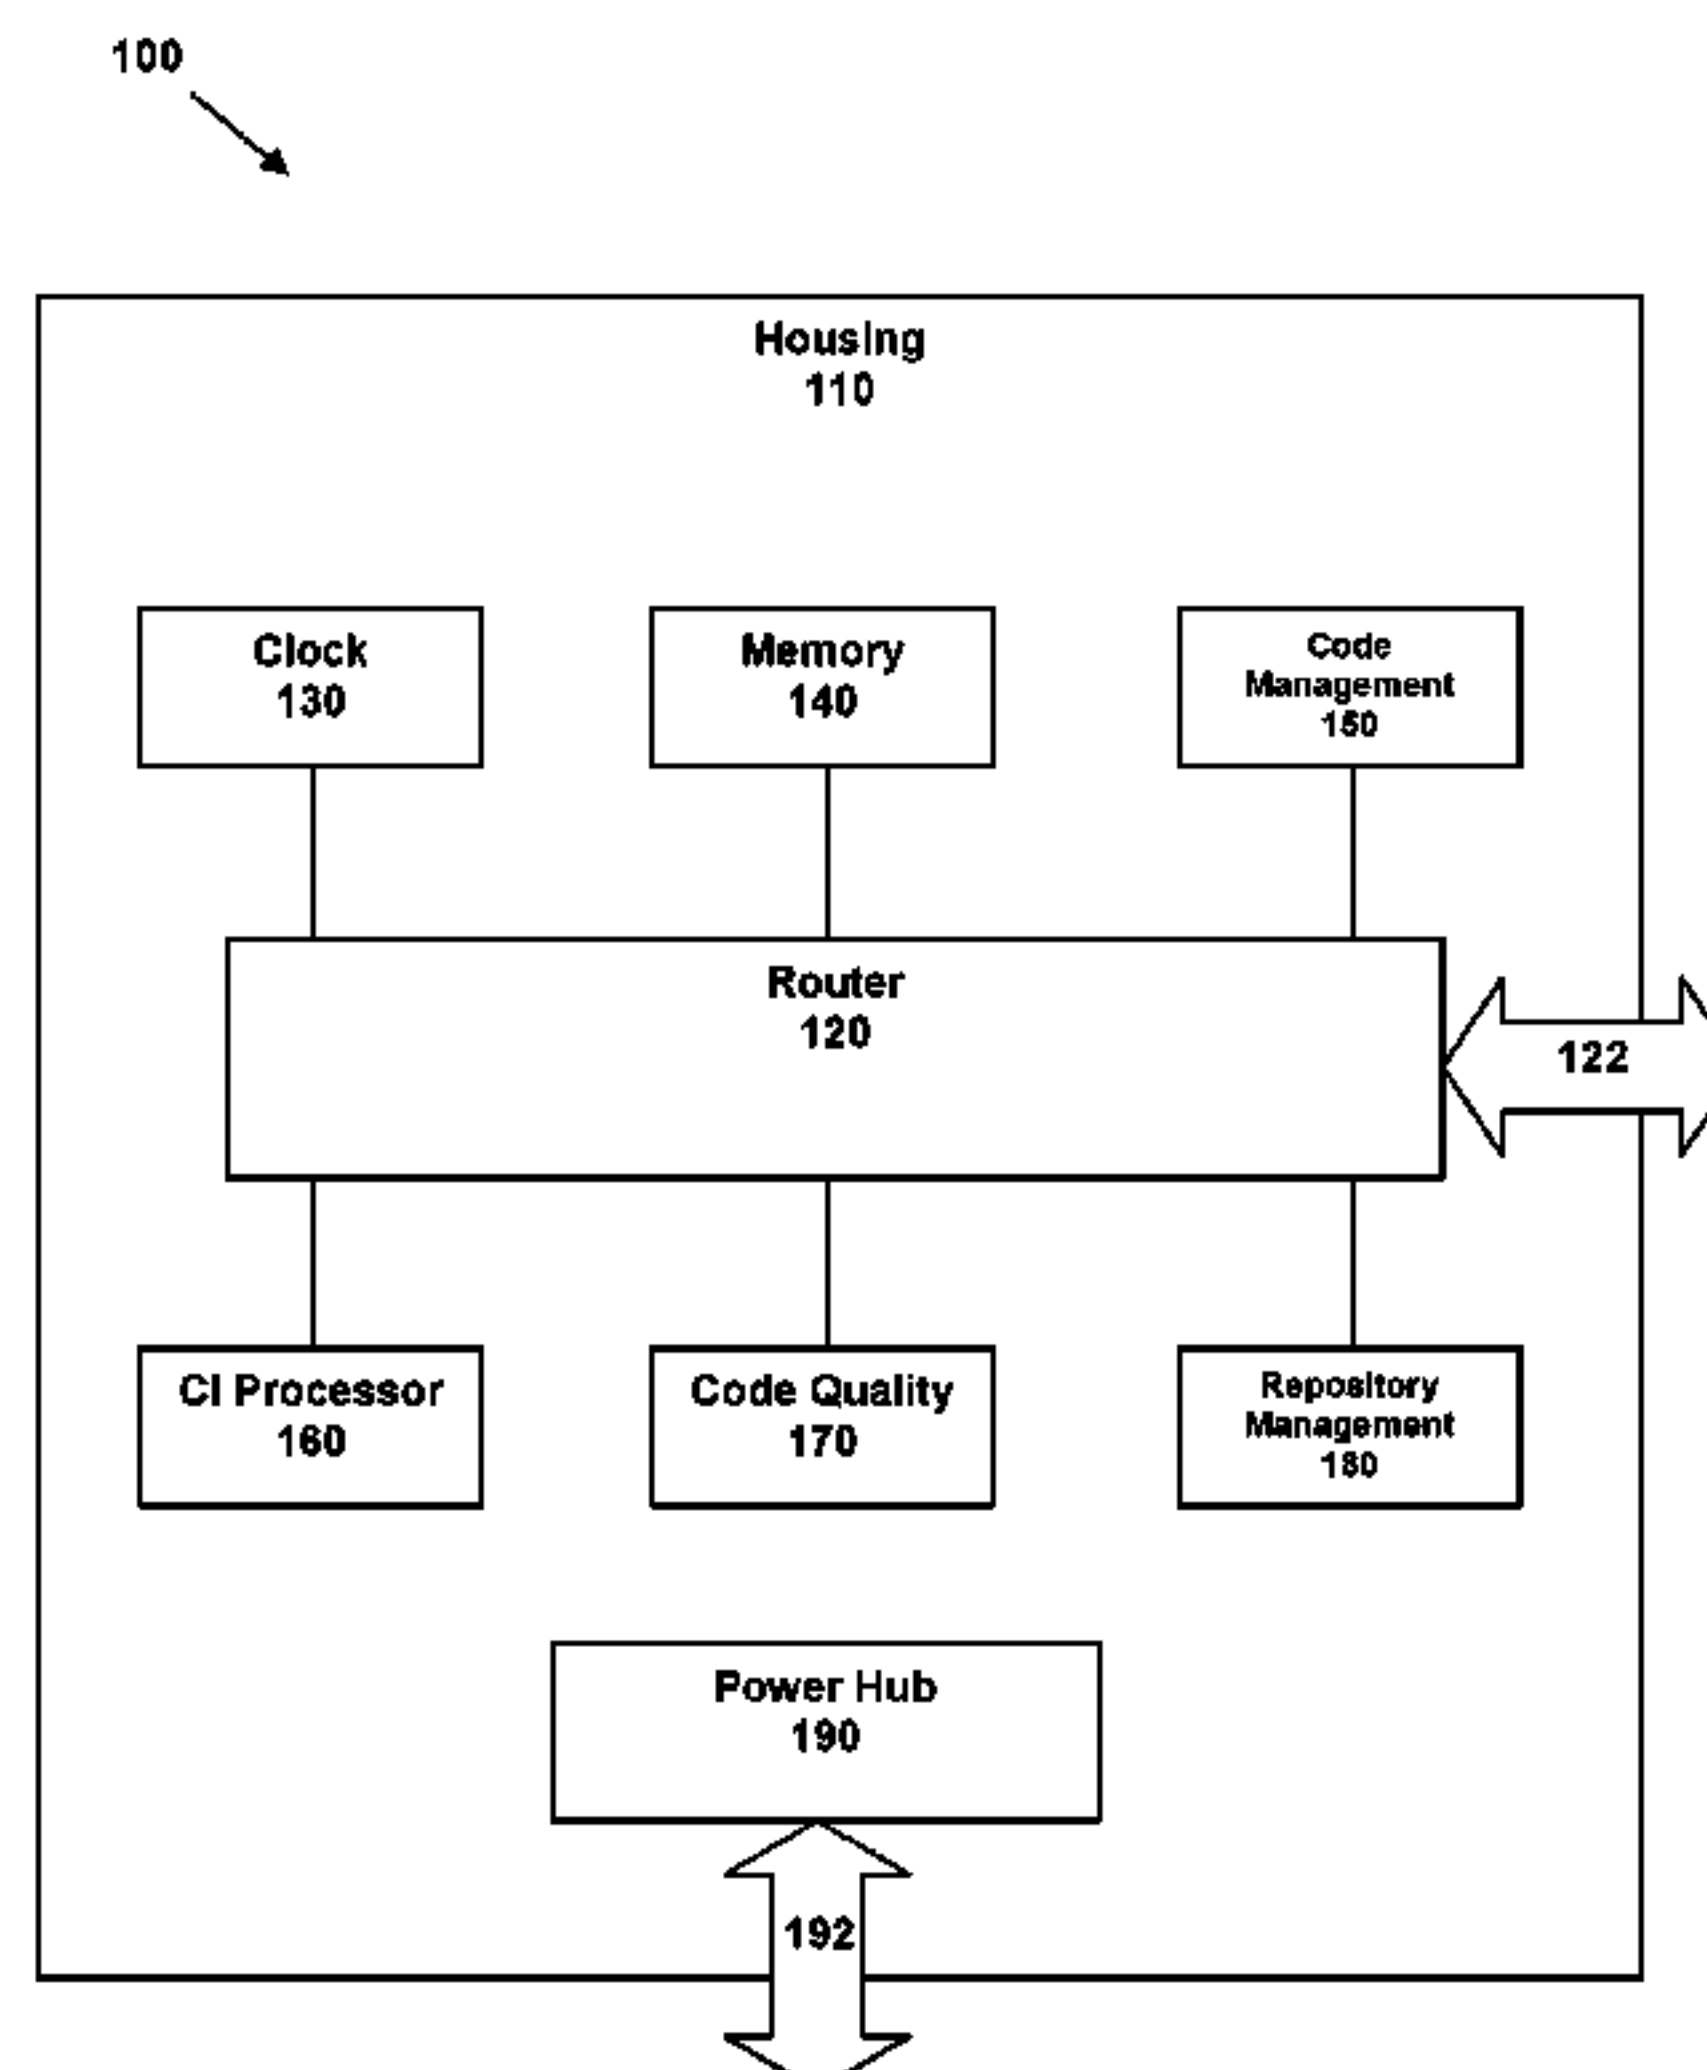 100
Housing
110
Clock
130
Memory
140
Code
Management
150
Router
120
122
CI Processor
160
Code Quality
170
Repository
Management
180
Power Hub
190
192